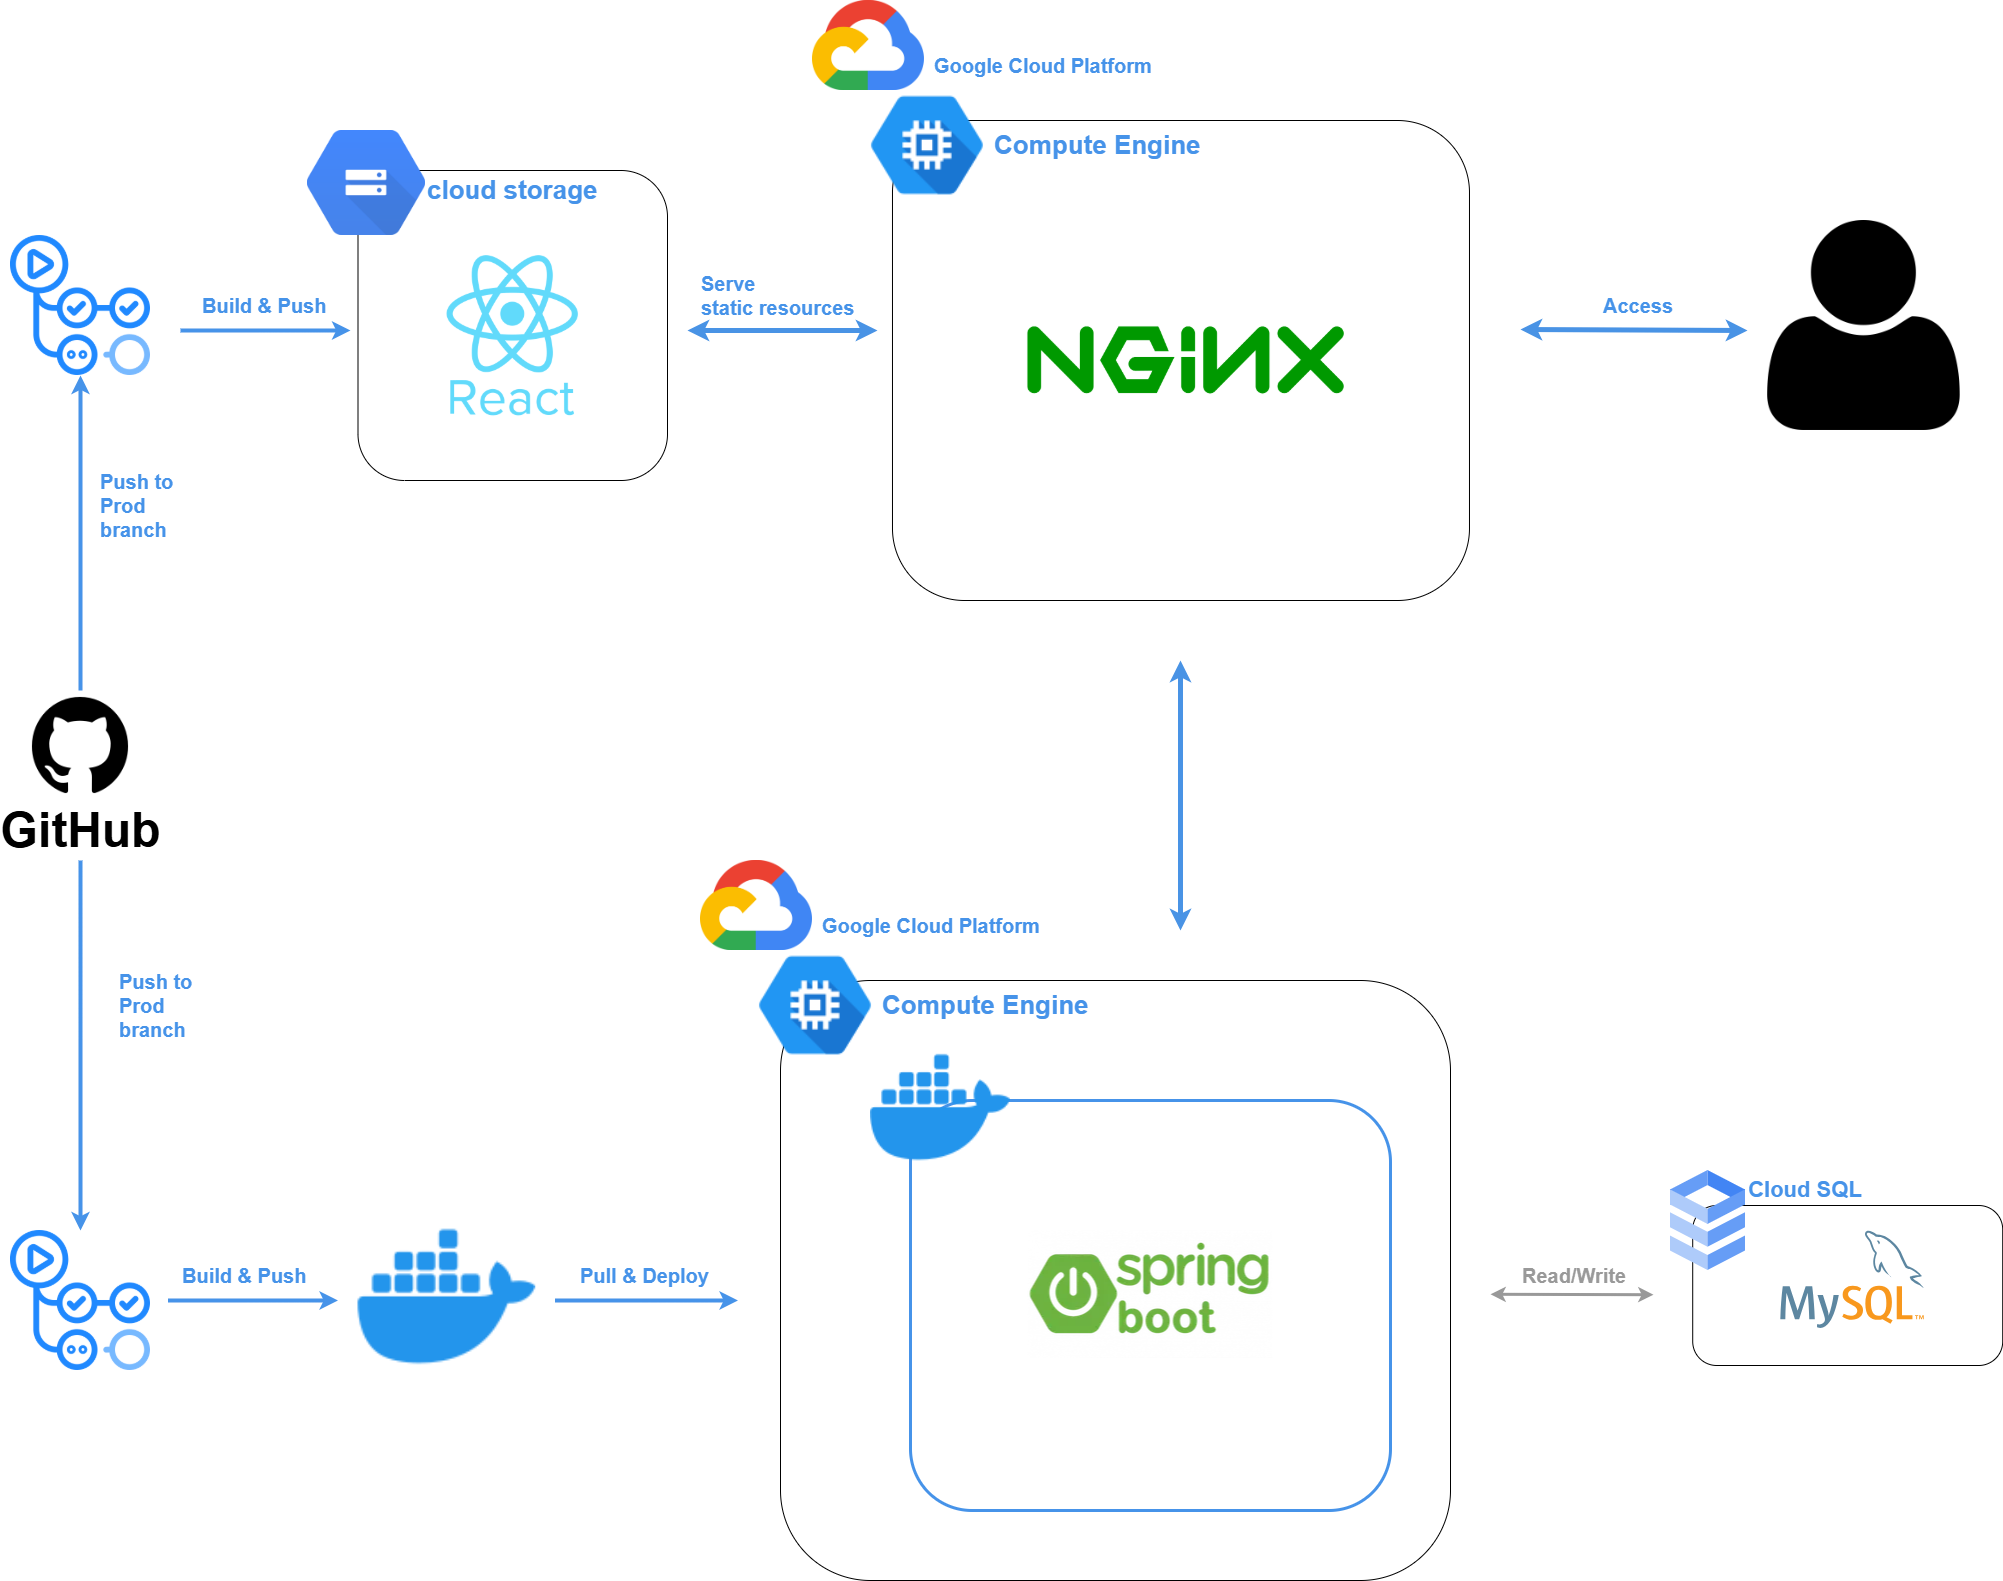 Google Cloud Platform
Compute Engine
cloud storage
React
Build & Push
Serve
static resources
NGINX
Access
Push to
Prod
branch
GitHub
Google Cloud Platform
Compute Engine
Push to
Prod
branch
Build & Push
Pull & Deploy
spring
boot
Read/Write
Cloud SQL
MySQL™